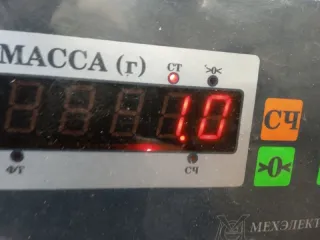 МАССА (г)
СТ >0<
1.0
Ф/Т СЧ
СЧ
>0<
МЕХЭЛЕКТ